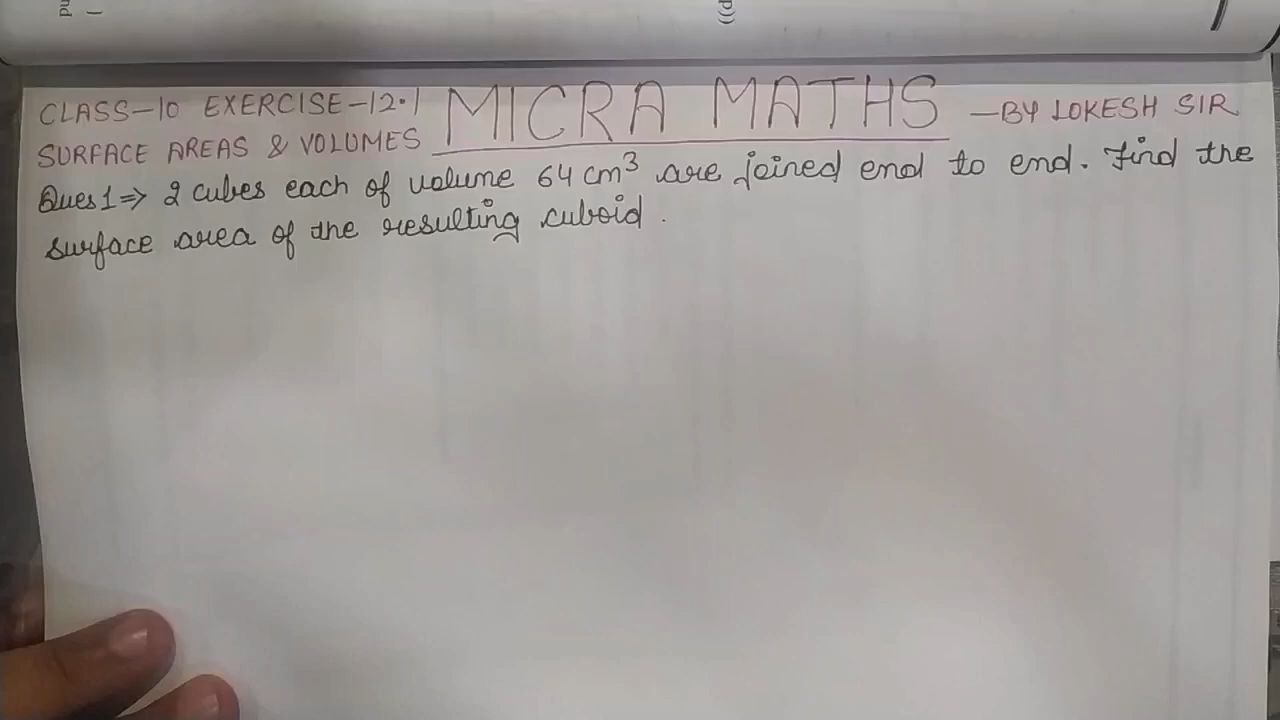 CLASS-10 EXERCISE-12.1 MICRA MATHS -BY LOKESH SIR
SURFACE AREAS & VOLUMES
Ques 1⇒ 2 cubes each of volume 64 cm³ are joined end to end. Find the
surface area of the resulting cuboid.